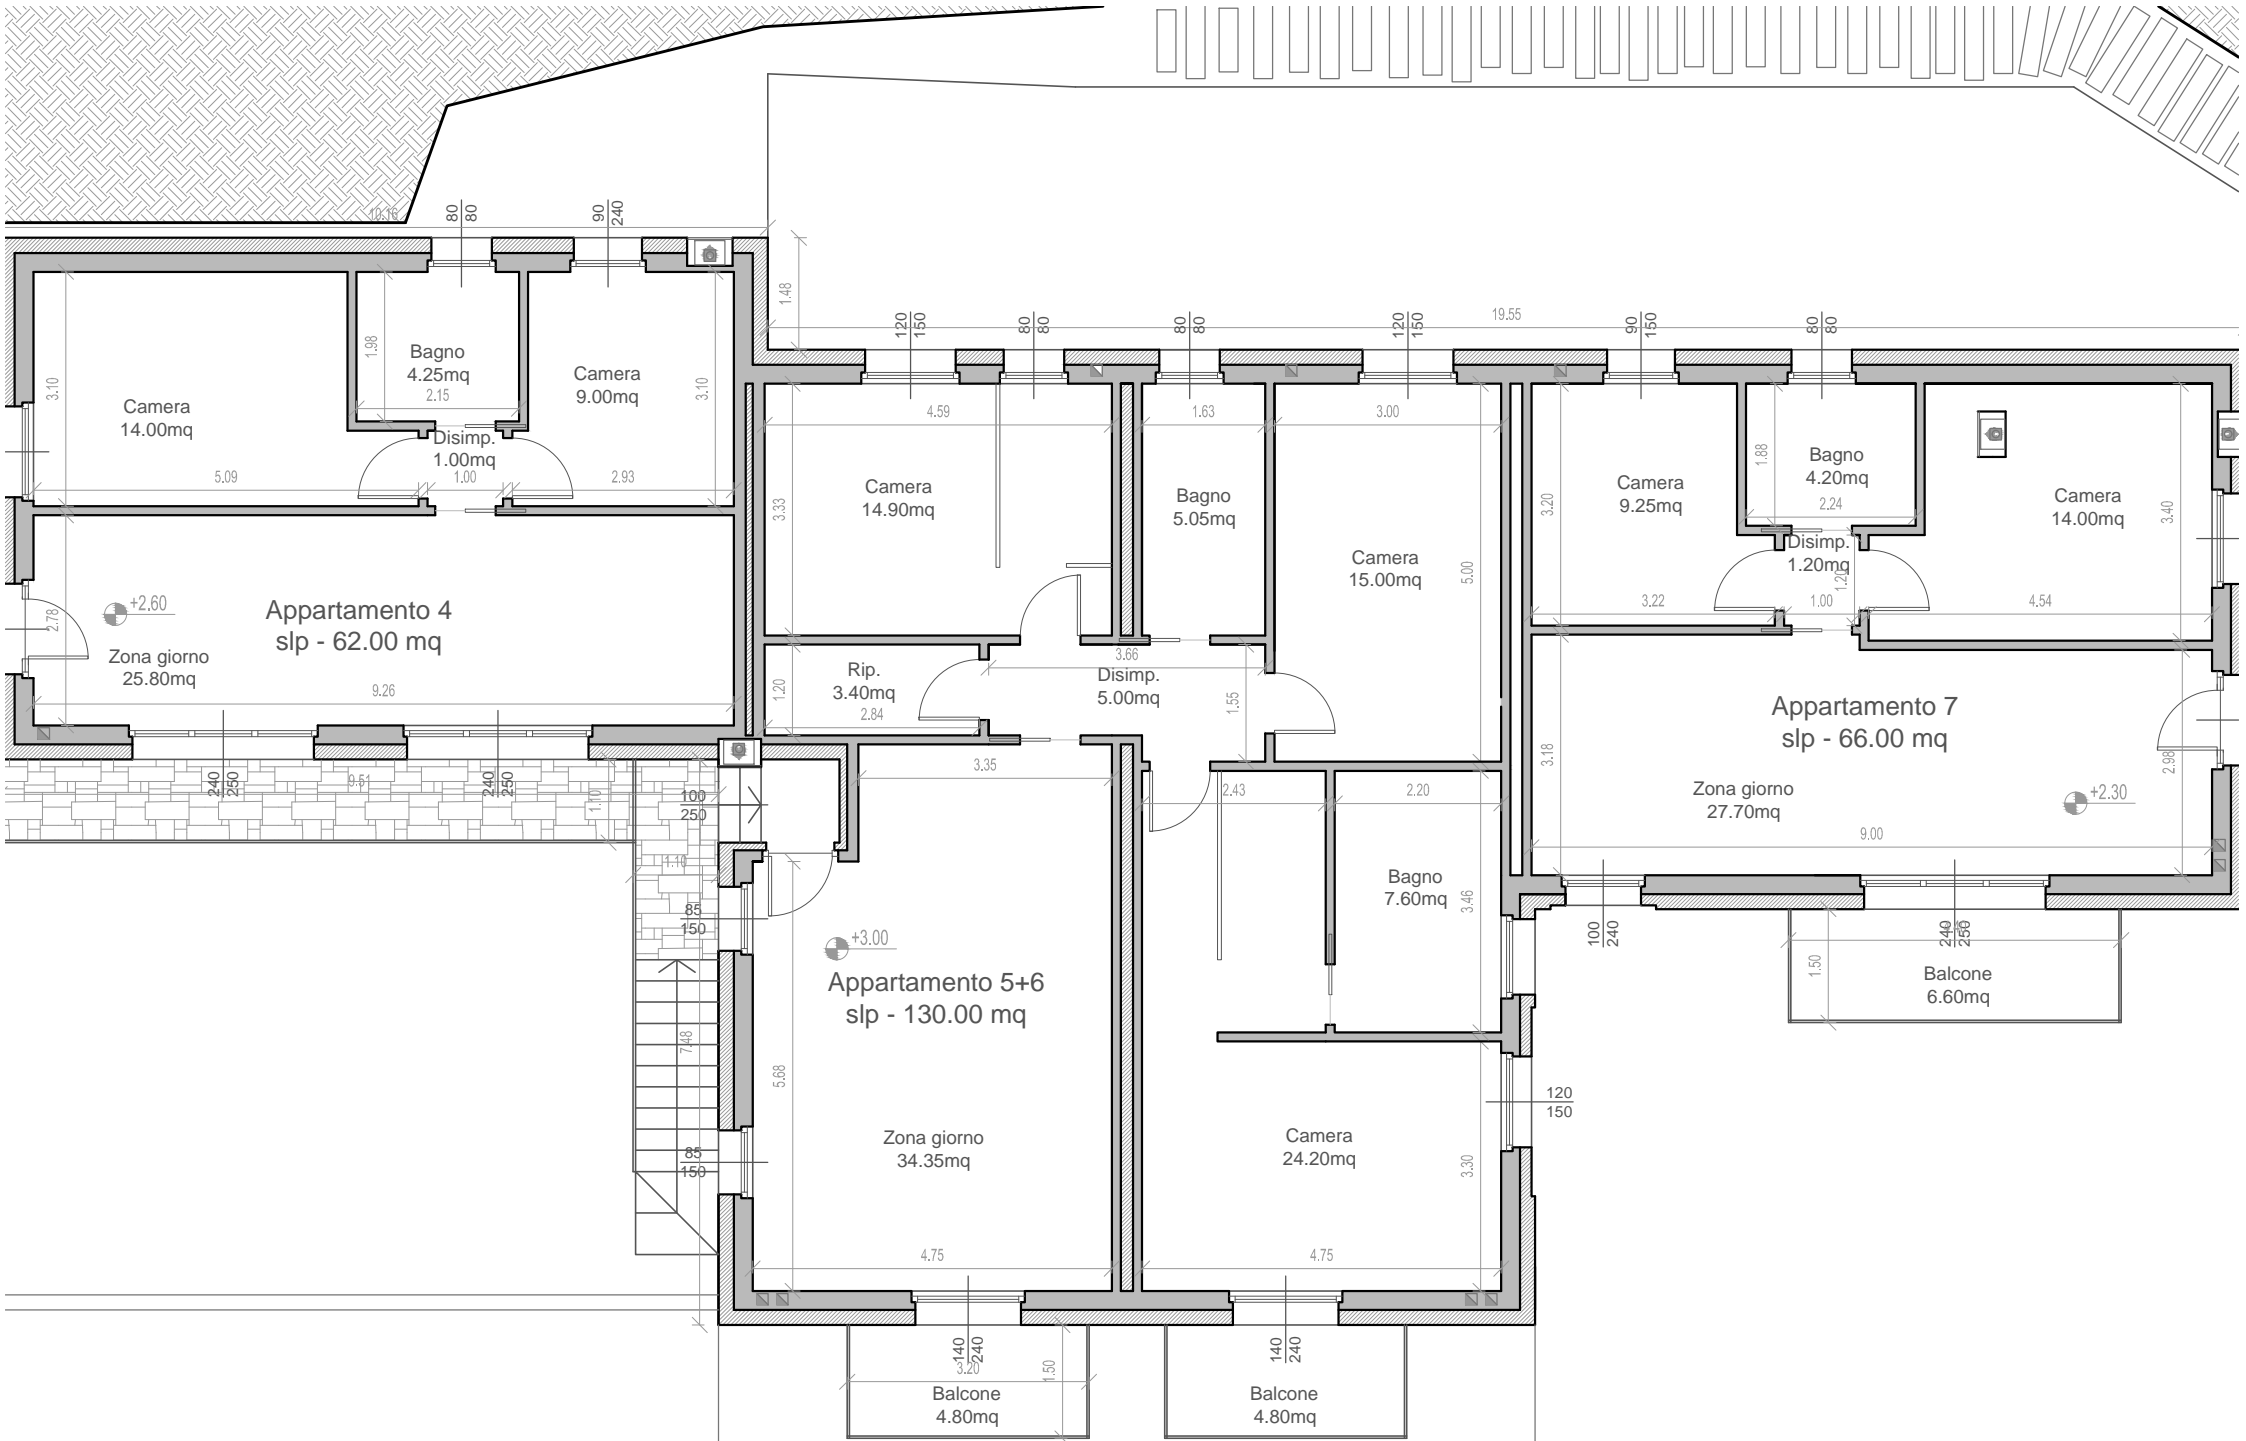 10.16
80
80
90
240
1.48
19.55
120
150
80
80
80
80
120
150
90
150
80
80
3.10
1.98
Bagno
4.25mq
2.15
Camera
9.00mq
3.10
Camera
14.00mq
Disimp.
1.00mq
5.09
1.00
2.93
4.59
1.63
3.00
Camera
14.90mq
3.33
Bagno
5.05mq
Camera
15.00mq
5.00
3.20
Camera
9.25mq
1.88
Bagno
4.20mq
2.24
Camera
14.00mq
3.40
Disimp.
1.20mq
1.20
3.22
1.00
4.54
+2.60
2.78
Appartamento 4
slp - 62.00 mq
Zona giorno
25.80mq
9.26
Rip.
3.40mq
1.20
2.84
3.66
Disimp.
5.00mq
1.55
Appartamento 7
slp - 66.00 mq
3.18
2.98
Zona giorno
27.70mq
+2.30
9.00
240
250
9.51
240
250
1.10
100
250
1.10
3.35
2.43
2.20
Bagno
7.60mq
3.46
85
150
+3.00
Appartamento 5+6
slp - 130.00 mq
100
240
240
250
1.50
Balcone
6.60mq
7.48
5.68
120
150
Zona giorno
34.35mq
85
150
Camera
24.20mq
3.30
4.75
4.75
140
240
3.20
1.50
Balcone
4.80mq
140
240
Balcone
4.80mq